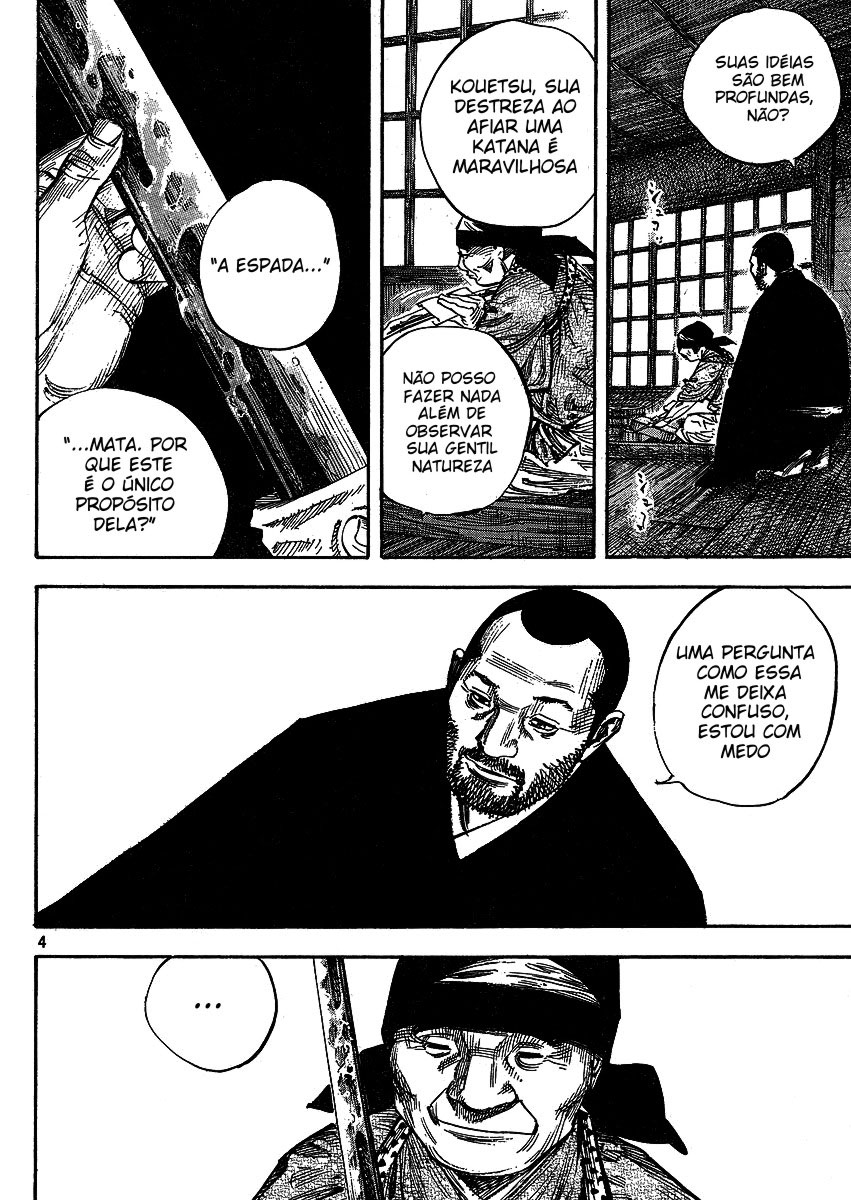 SUAS IDÉIAS
SÃO BEM
PROFUNDAS,
NÃO?
KOUETSU, SUA
DESTREZA AO
AFIAR UMA
KATANA É
MARAVILHOSA
NÃO POSSO
FAZER NADA
ALÉM DE
OBSERVAR
SUA GENTIL
NATUREZA
"A ESPADA..."
"...MATA. POR
QUE ESTE
É O ÚNICO
PROPÓSITO
DELA?"
UMA PERGUNTA
COMO ESSA
ME DEIXA
CONFUSO,
ESTOU COM
MEDO
4
...